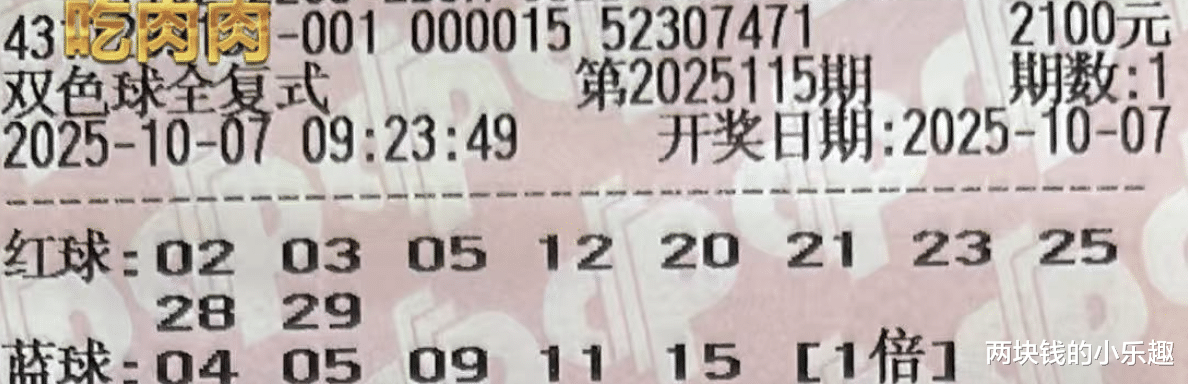 43 吃肉肉 -001 000015 52307471 2100元
双色球全复式 第2025115期 期数:1
2025-10-07 09:23:49 开奖日期:2025-10-07
红球:02 03 05 12 20 21 23 25
28 29
蓝球:04 05 09 11 15 [1倍]
两块钱的小乐趣